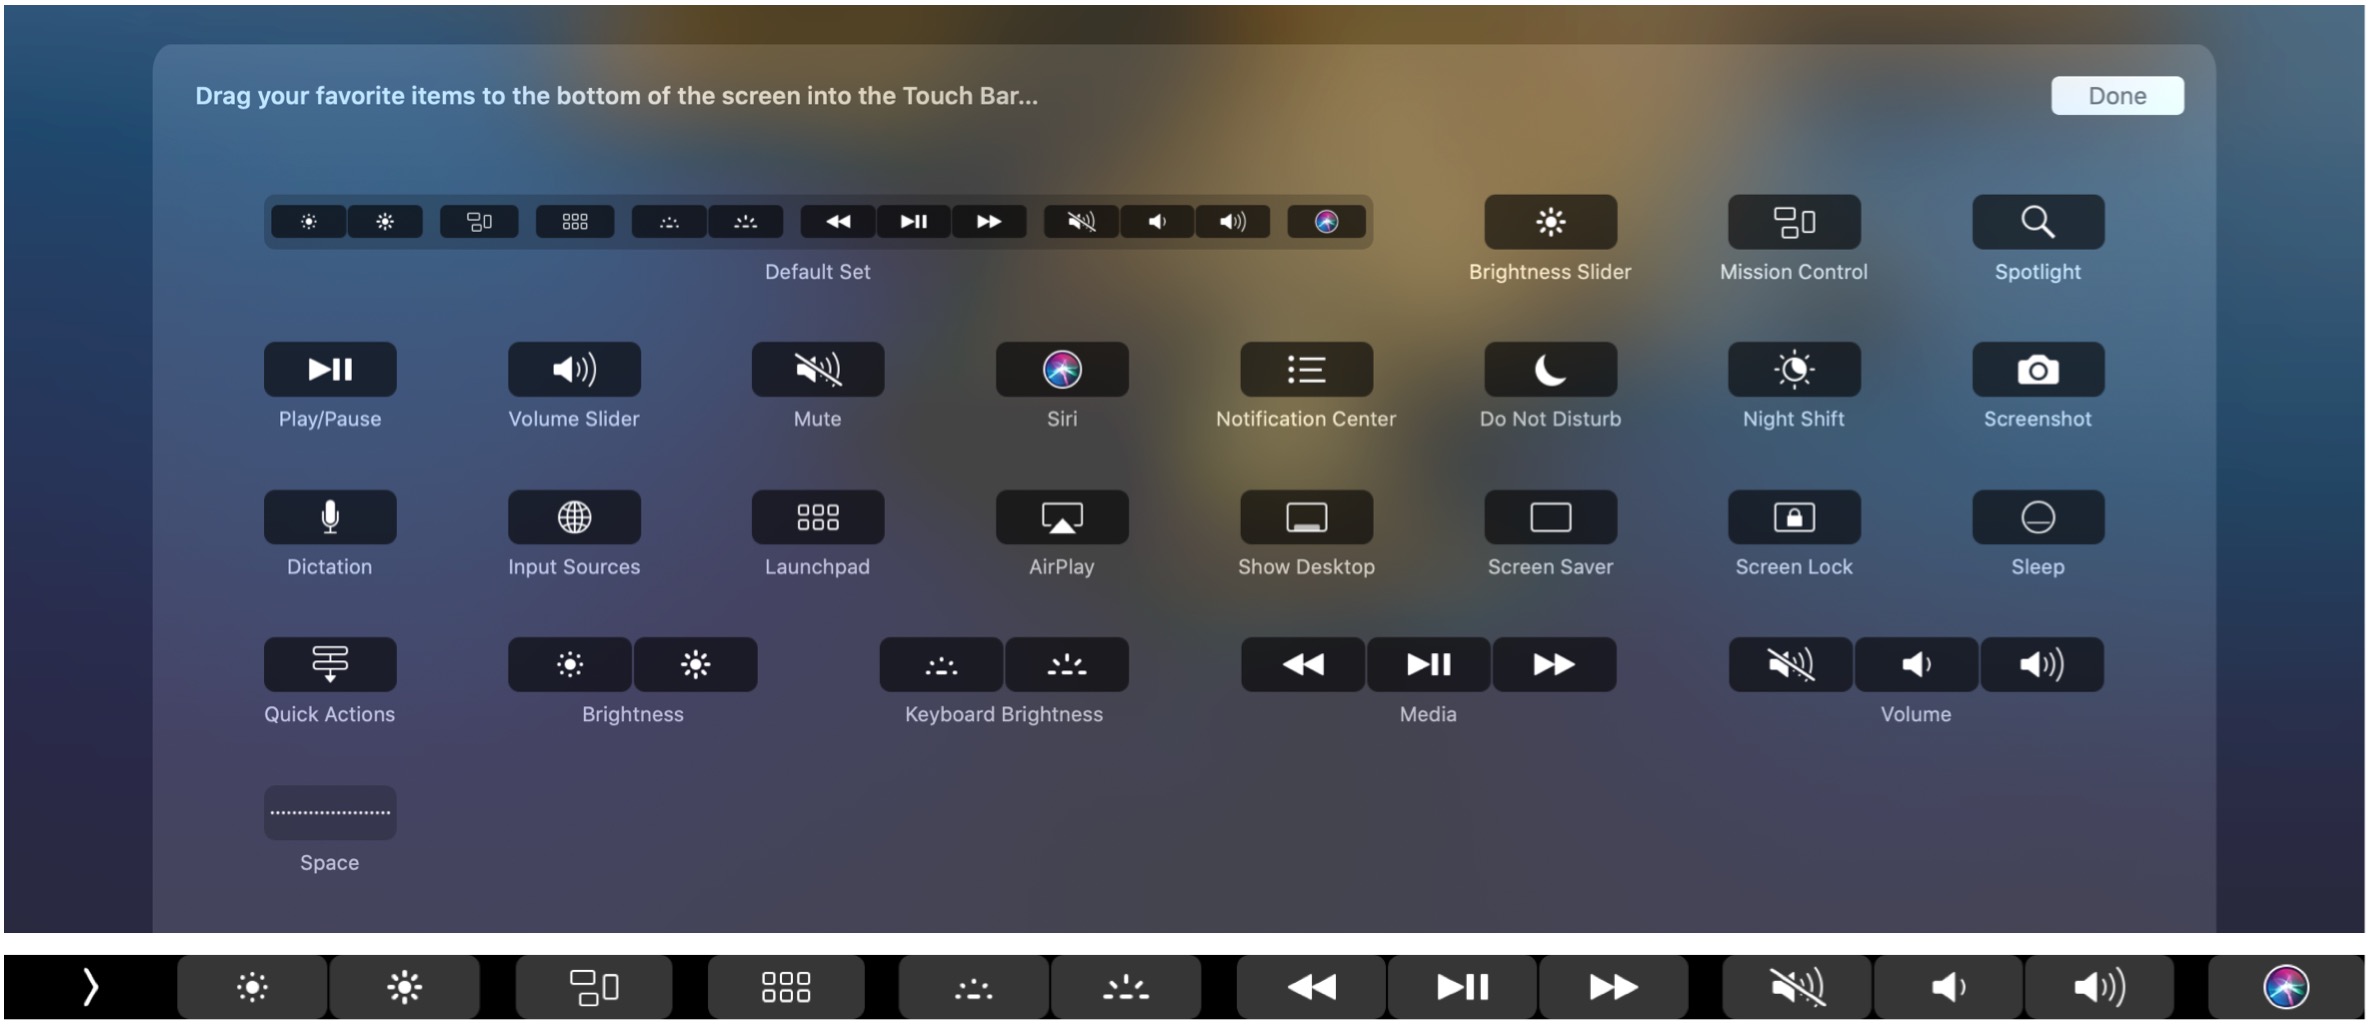 Drag your favorite items to the bottom of the screen into the Touch Bar...
Done
Default Set
Brightness Slider
Mission Control
Spotlight
Play/Pause
Volume Slider
Mute
Siri
Notification Center
Do Not Disturb
Night Shift
Screenshot
Dictation
Input Sources
Launchpad
AirPlay
Show Desktop
Screen Saver
Screen Lock
Sleep
Quick Actions
Brightness
Keyboard Brightness
Media
Volume
Space